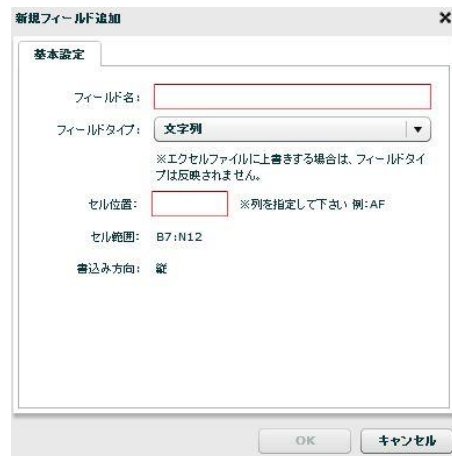 新規フィールド追加
基本設定
フィールド名:
フィールドタイプ: 文字列
※エクセルファイルに上書きする場合は、フィールドタイ
プは反映されません。
セル位置: ※列を指定して下さい 例:AF
セル範囲: B7:N12
書込み方向: 縦
OK キャンセル